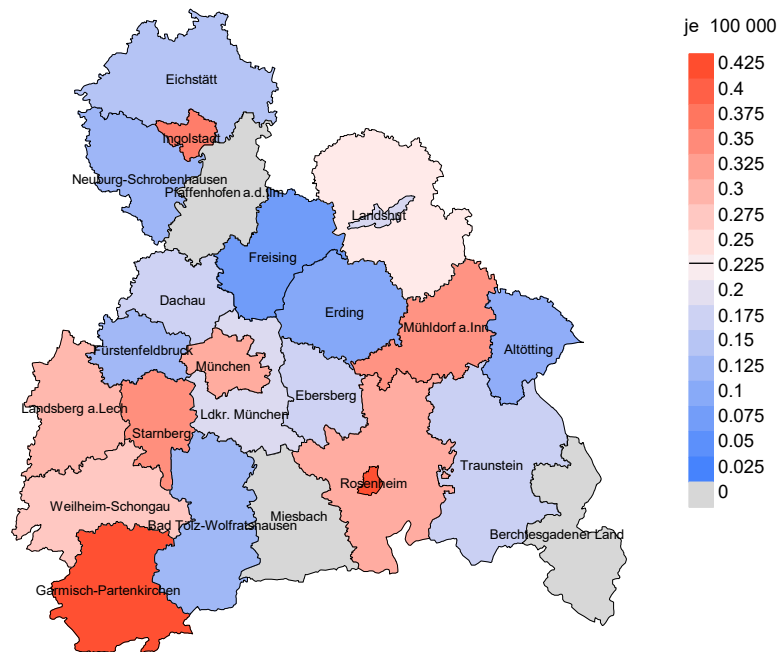 je 100 000
0.425
0.4
0.375
0.35
0.325
0.3
0.275
0.25
0.225
0.2
0.175
0.15
0.125
0.1
0.075
0.05
0.025
0
Eichstätt
Ingolstadt
Neuburg-Schrobenhausen
Pfaffenhofen a.d.Ilm
Landshut
Freising
Dachau
Erding
Mühldorf a.Inn
Altötting
Fürstenfeldbruck
München
Ebersberg
Landsberg a.Lech
Ldkr. München
Starnberg
Traunstein
Rosenheim
Weilheim-Schongau
Miesbach
Bad Tölz-Wolfratshausen
Berchtesgadener Land
Garmisch-Partenkirchen